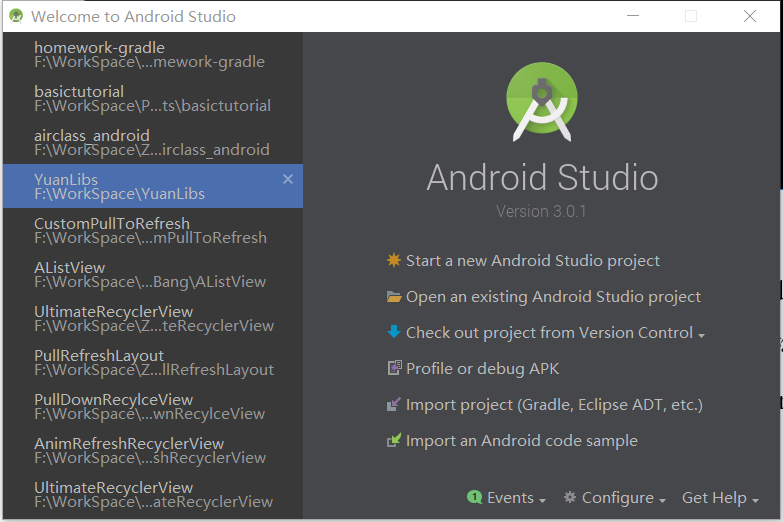 Welcome to Android Studio
homework-gradle
F:\WorkSpace\...mework-gradle
basictutorial
F:\WorkSpace\P...ts\basictutorial
airclass_android
F:\WorkSpace\Z...irclass_android
YuanLibs
F:\WorkSpace\YuanLibs
CustomPullToRefresh
F:\WorkSpace\...mPullToRefresh
AListView
F:\WorkSpace\...Bang\AListView
UltimateRecyclerView
F:\WorkSpace\Z...teRecyclerView
PullRefreshLayout
F:\WorkSpace\Z...llRefreshLayout
PullDownRecylceView
F:\WorkSpace\...wnRecylceView
AnimRefreshRecyclerView
F:\WorkSpace\...shRecyclerView
UltimateRecyclerView
F:\WorkSpace\...ateRecyclerView
Android Studio
Version 3.0.1
Start a new Android Studio project
Open an existing Android Studio project
Check out project from Version Control
Profile or debug APK
Import project (Gradle, Eclipse ADT, etc.)
Import an Android code sample
1 Events Configure Get Help